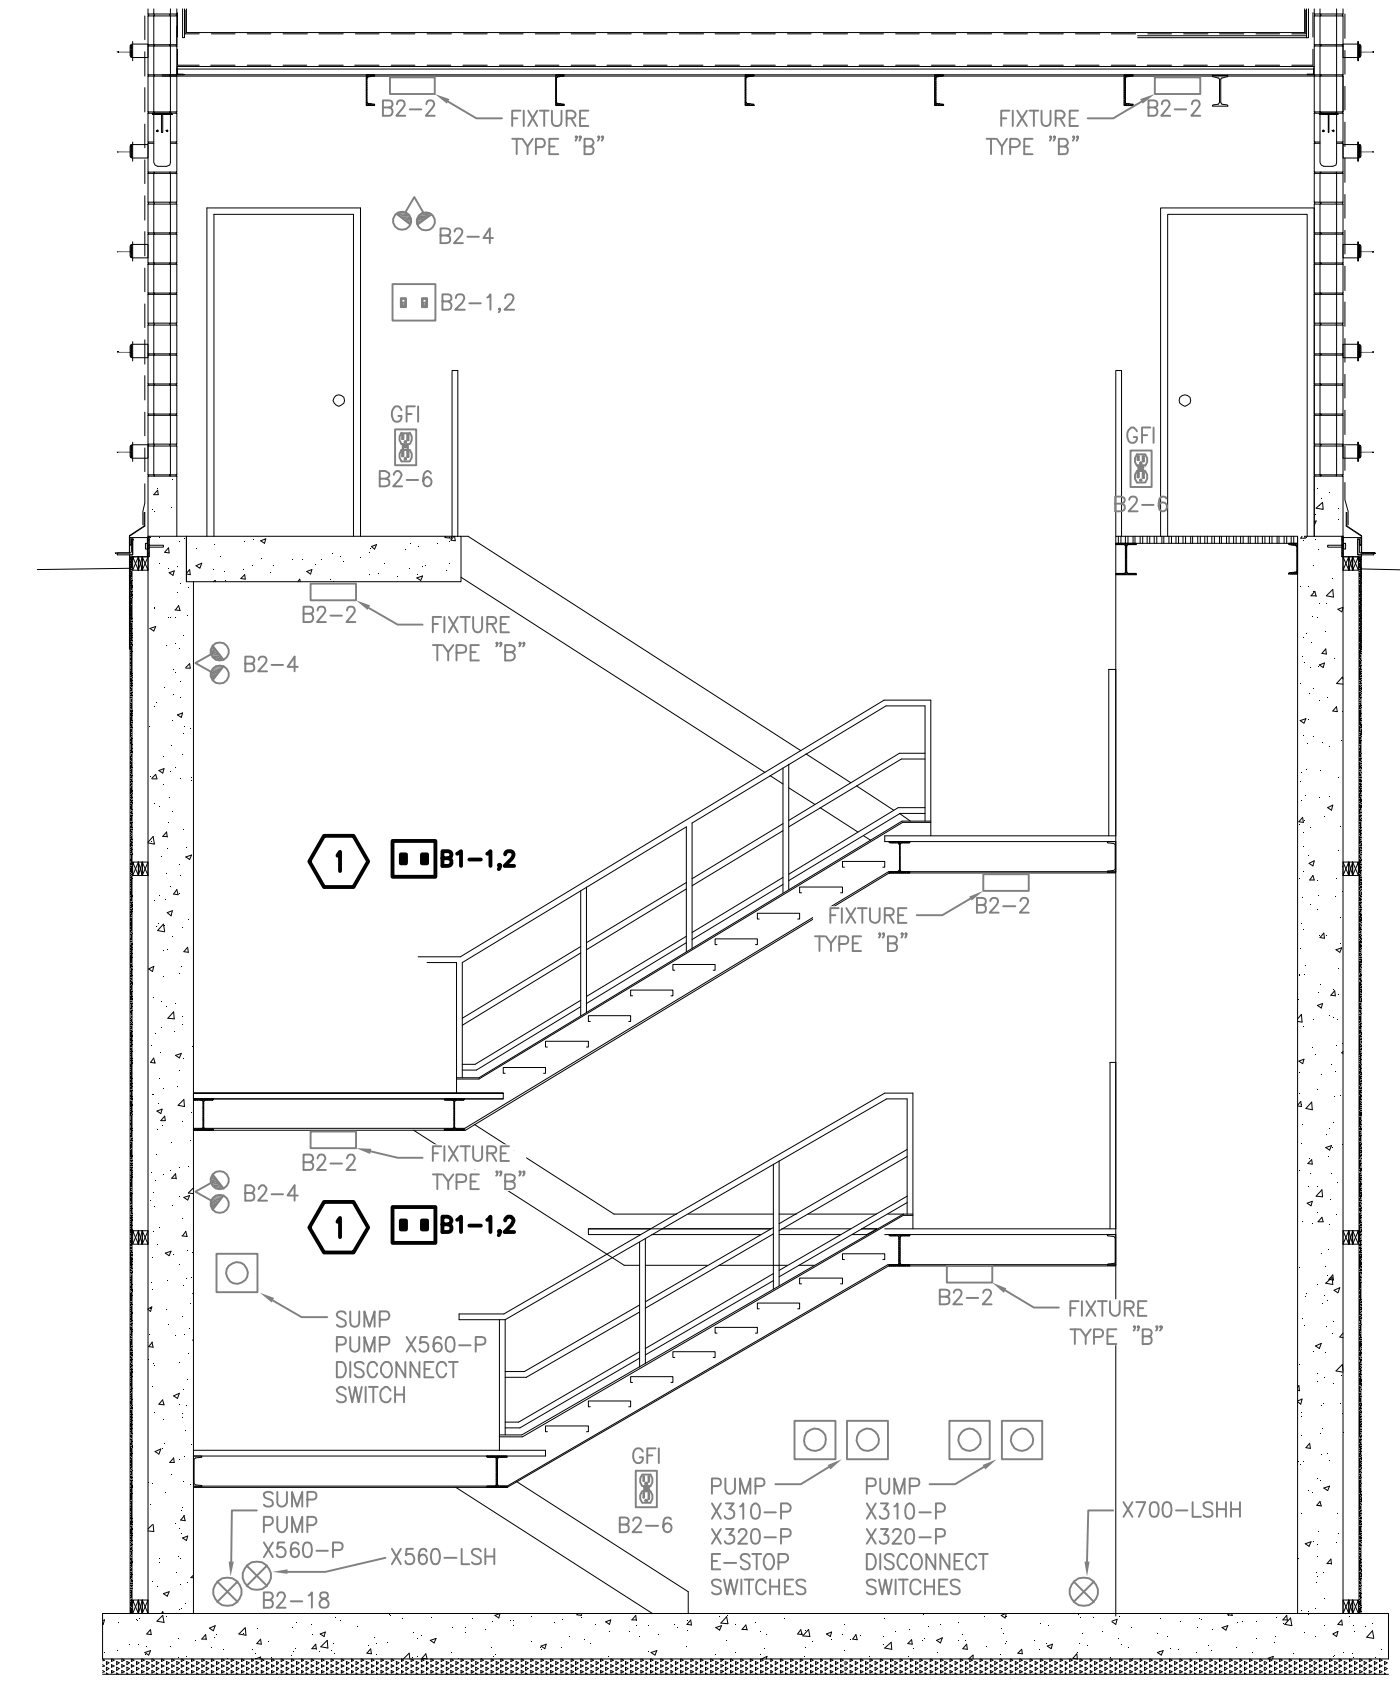 B2-2
FIXTURE
TYPE "B"
B2-2
FIXTURE
TYPE "B"
B2-4
B2-1,2
GFI
B2-6
GFI
B2-6
B2-2
FIXTURE
TYPE "B"
B2-4
1
B1-1,2
B2-2
FIXTURE
TYPE "B"
B2-2
FIXTURE
TYPE "B"
B2-4
1
B1-1,2
B2-2
FIXTURE
TYPE "B"
SUMP
PUMP X560-P
DISCONNECT
SWITCH
GFI
B2-6
PUMP
X310-P
X320-P
E-STOP
SWITCHES
PUMP
X310-P
X320-P
DISCONNECT
SWITCHES
X700-LSHH
SUMP
PUMP
X560-P
X560-LSH
B2-18